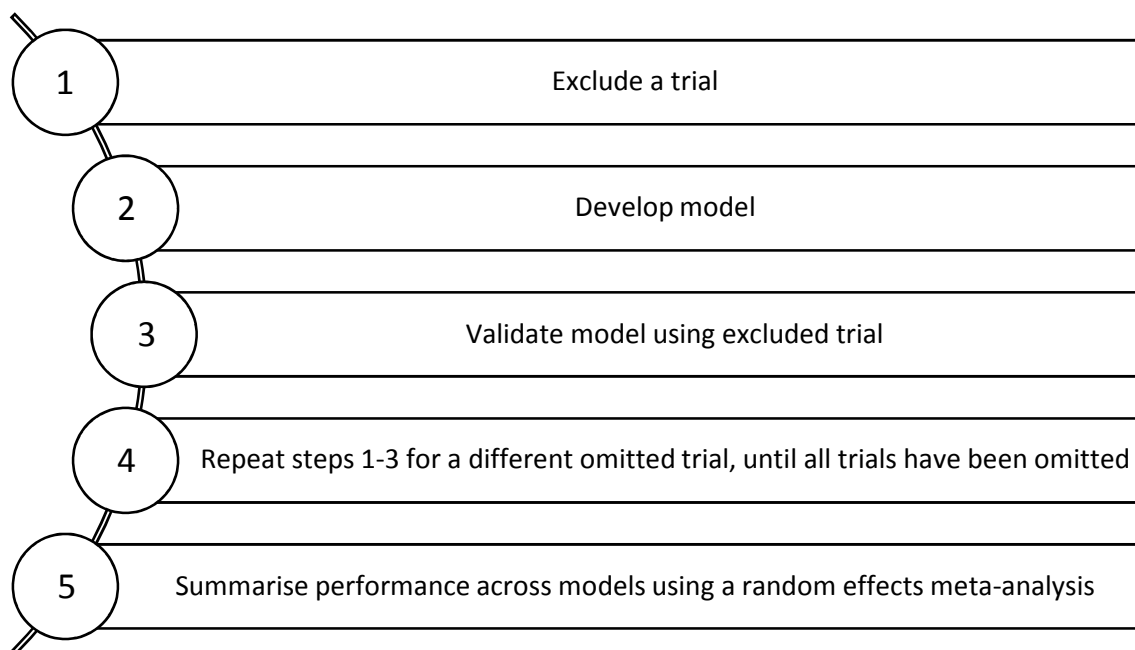 1
Exclude a trial
2
Develop model
3
Validate model using excluded trial
4
Repeat steps 1-3 for a different omitted trial, until all trials have been omitted
5
Summarise performance across models using a random effects meta-analysis